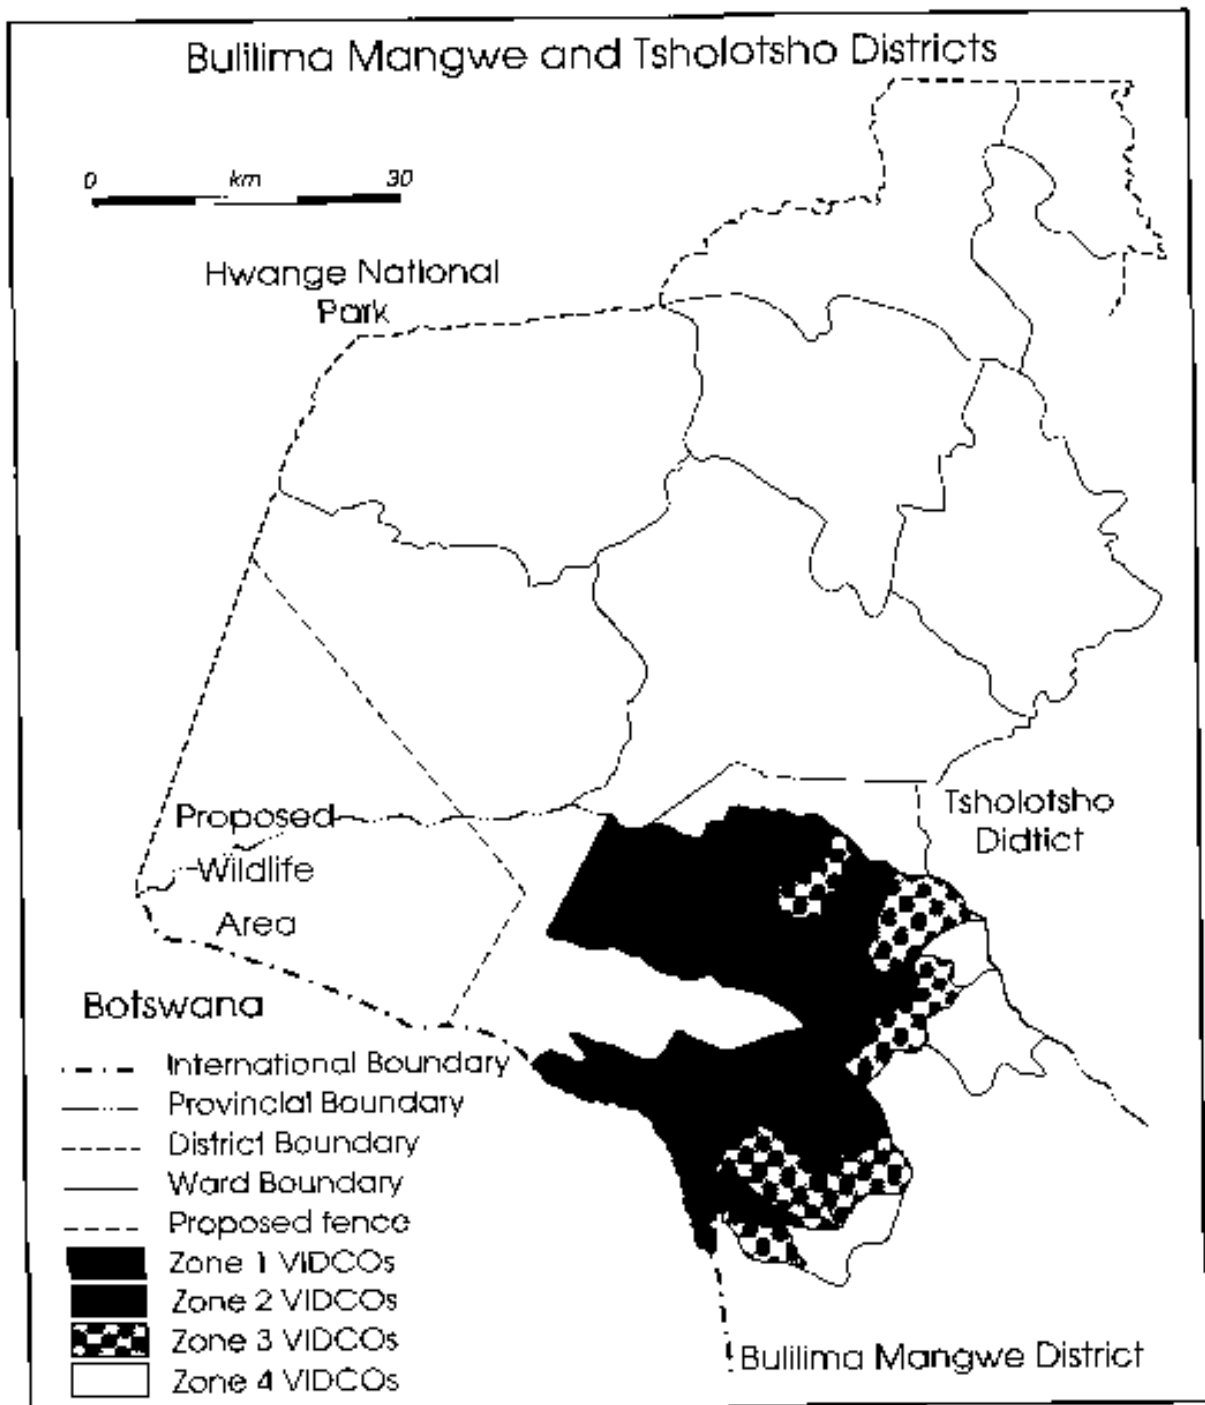 Bulilima Mangwe and Tsholotsho Districts
0 km 30
Hwange National
Park
Proposed
Wildlife
Area
Tsholotsho
Didtict
Botswana
International Boundary
Provincial Boundary
District Boundary
Ward Boundary
Proposed fence
Zone 1 VIDCOs
Zone 2 VIDCOs
Zone 3 VIDCOs
Zone 4 VIDCOs
Bulilima Mangwe District